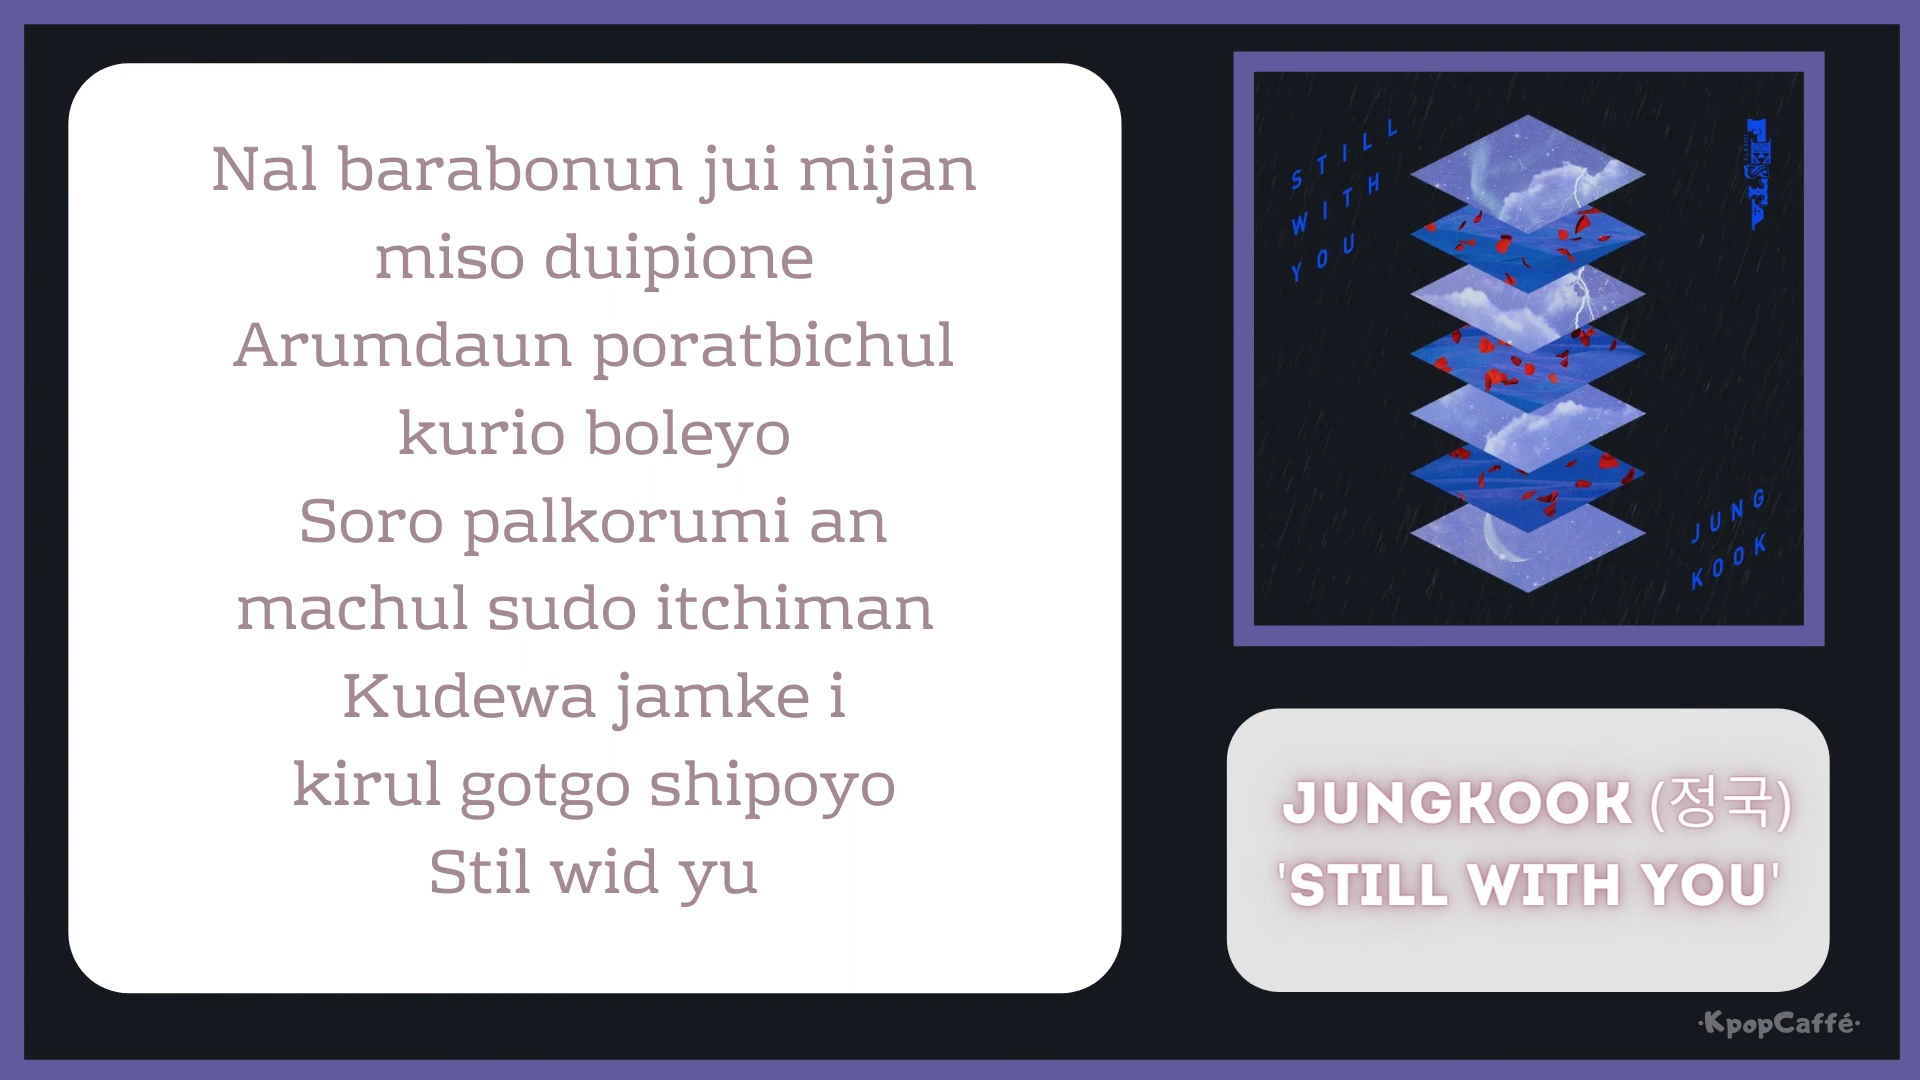 Nal barabonun jui mijan
miso duipione
Arumdaun poratbichul
kurio boleyo
Soro palkorumi an
machul sudo itchiman
Kudewa jamke i
kirul gotgo shipoyo
Stil wid yu
STILL
WITH
YOU
FESTA
JUNG
KOOK
JUNGKOOK (정국)
'STILL WITH YOU'
·KpopCaffé·